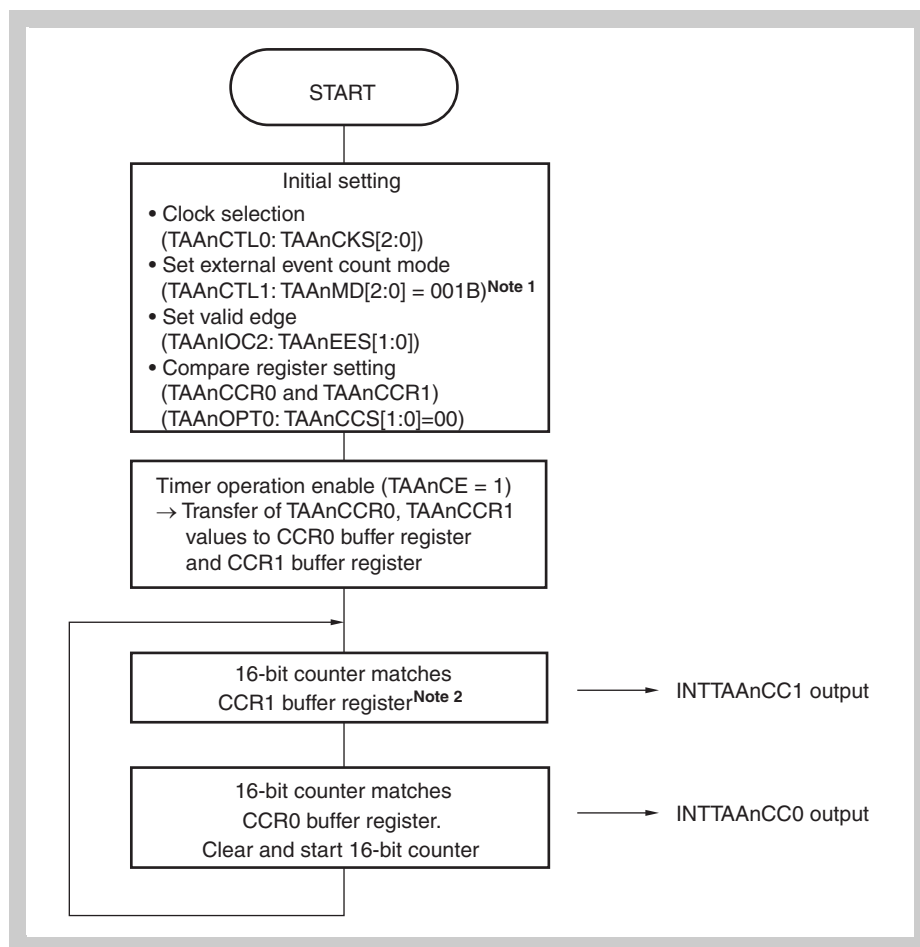 START
Initial setting
• Clock selection
(TAAnCTL0: TAAnCKS[2:0])
• Set external event count mode
(TAAnCTL1: TAAnMD[2:0] = 001B)Note 1
• Set valid edge
(TAAnIOC2: TAAnEES[1:0])
• Compare register setting
(TAAnCCR0 and TAAnCCR1)
(TAAnOPT0: TAAnCCS[1:0]=00)
Timer operation enable (TAAnCE = 1)
→ Transfer of TAAnCCR0, TAAnCCR1
values to CCR0 buffer register
and CCR1 buffer register
16-bit counter matches
CCR1 buffer registerNote 2
INTTAAnCC1 output
16-bit counter matches
CCR0 buffer register.
Clear and start 16-bit counter
INTTAAnCC0 output